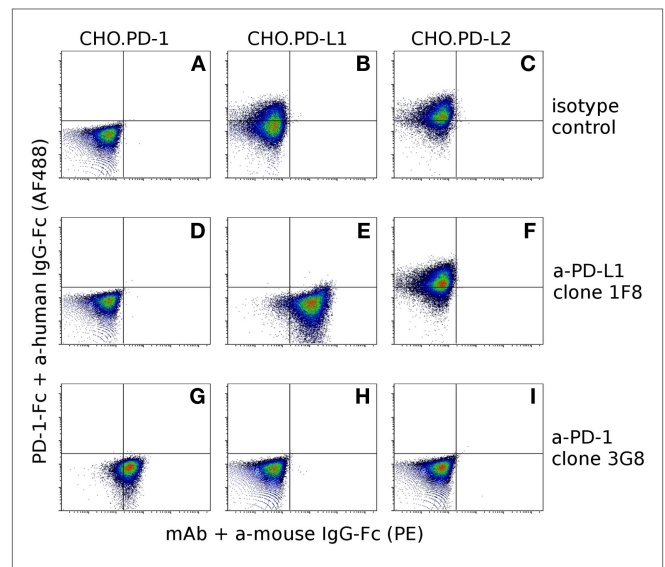 CHO.PD-1 CHO.PD-L1 CHO.PD-L2
A B C
isotype
control
D E F
a-PD-L1
clone 1F8
G H I
a-PD-1
clone 3G8
PD-1-Fc + a-human IgG-Fc (AF488)
mAb + a-mouse IgG-Fc (PE)